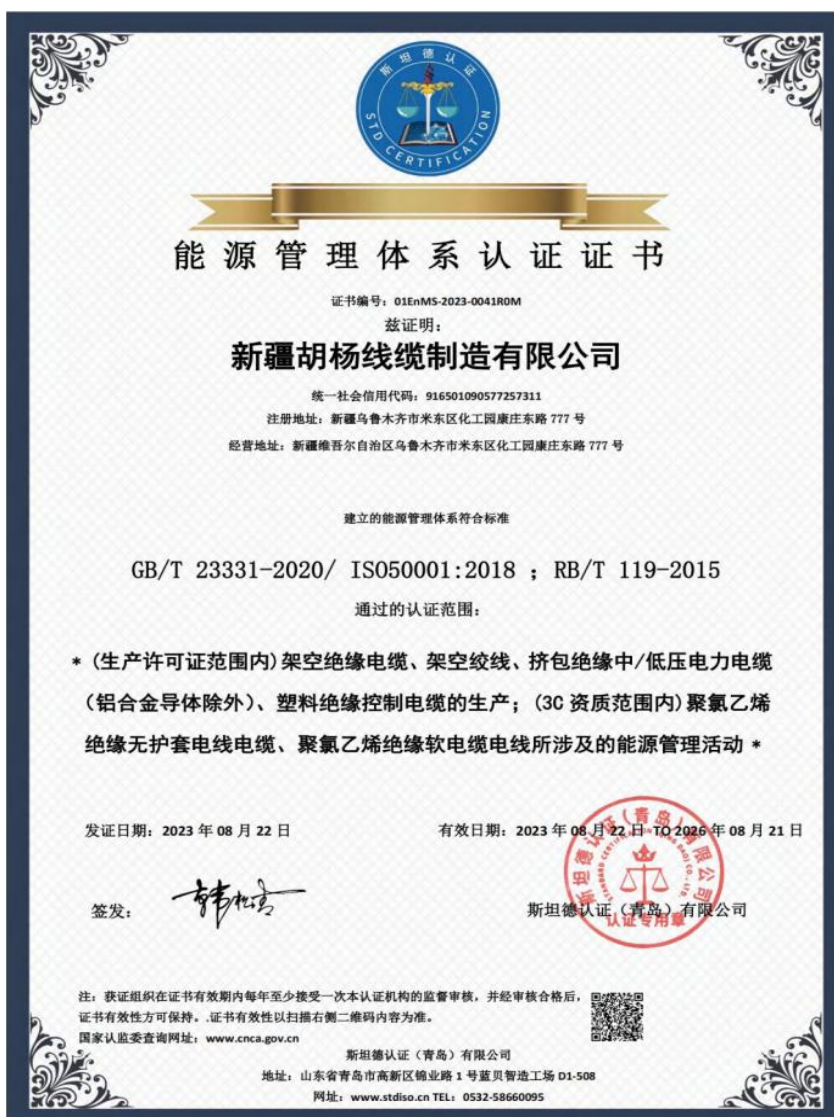 斯坦德认证
STD CERTIFICATION
能源管理体系认证证书
证书编号：01EnMS-2023-0041R0M
兹证明：
新疆胡杨线缆制造有限公司
统一社会信用代码：916501090577257311
注册地址：新疆乌鲁木齐市米东区化工园康庄东路 777 号
经营地址：新疆维吾尔自治区乌鲁木齐市米东区化工园康庄东路 777 号
建立的能源管理体系符合标准
GB/T 23331-2020/ ISO50001:2018 ；RB/T 119-2015
通过的认证范围：
* (生产许可证范围内)架空绝缘电缆、架空绞线、挤包绝缘中/低压电力电缆
（铝合金导体除外）、塑料绝缘控制电缆的生产；(3C 资质范围内)聚氯乙烯
绝缘无护套电线电缆、聚氯乙烯绝缘软电缆电线所涉及的能源管理活动 *
发证日期：2023 年 08 月 22 日
有效日期：2023 年 08 月 22 日 TO 2026 年 08 月 21 日
签发：
斯坦德认证（青岛）有限公司
斯坦德认证(青岛)有限公司
认证专用章
注：获证组织在证书有效期内每年至少接受一次本认证机构的监督审核，并经审核合格后，
证书有效性方可保持。.证书有效性以扫描右侧二维码内容为准。
国家认监委查询网址：www.cnca.gov.cn
斯坦德认证（青岛）有限公司
地址：山东省青岛市高新区锦业路 1 号蓝贝智造工场 D1-508
网址：www.stdiso.cn TEL：0532-58660095